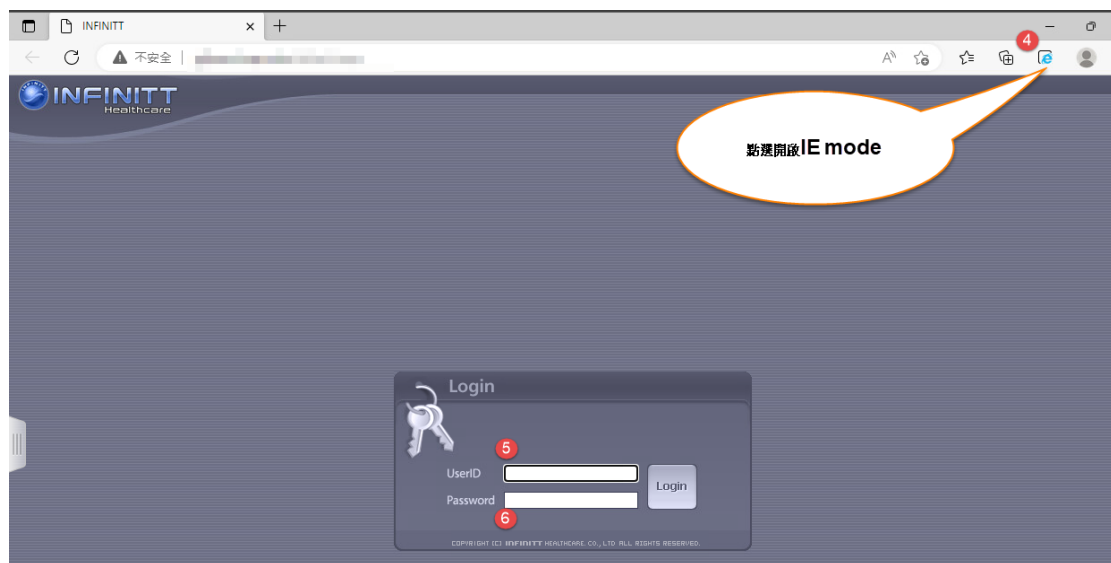 INFINITT
4
不安全
INFINITT
Healthcare
點選開啟IE mode
Login
5
UserID
Login
Password
6
COPYRIGHT (C) INFINITT HEALTHCARE. CO., LTD ALL RIGHTS RESERVED.